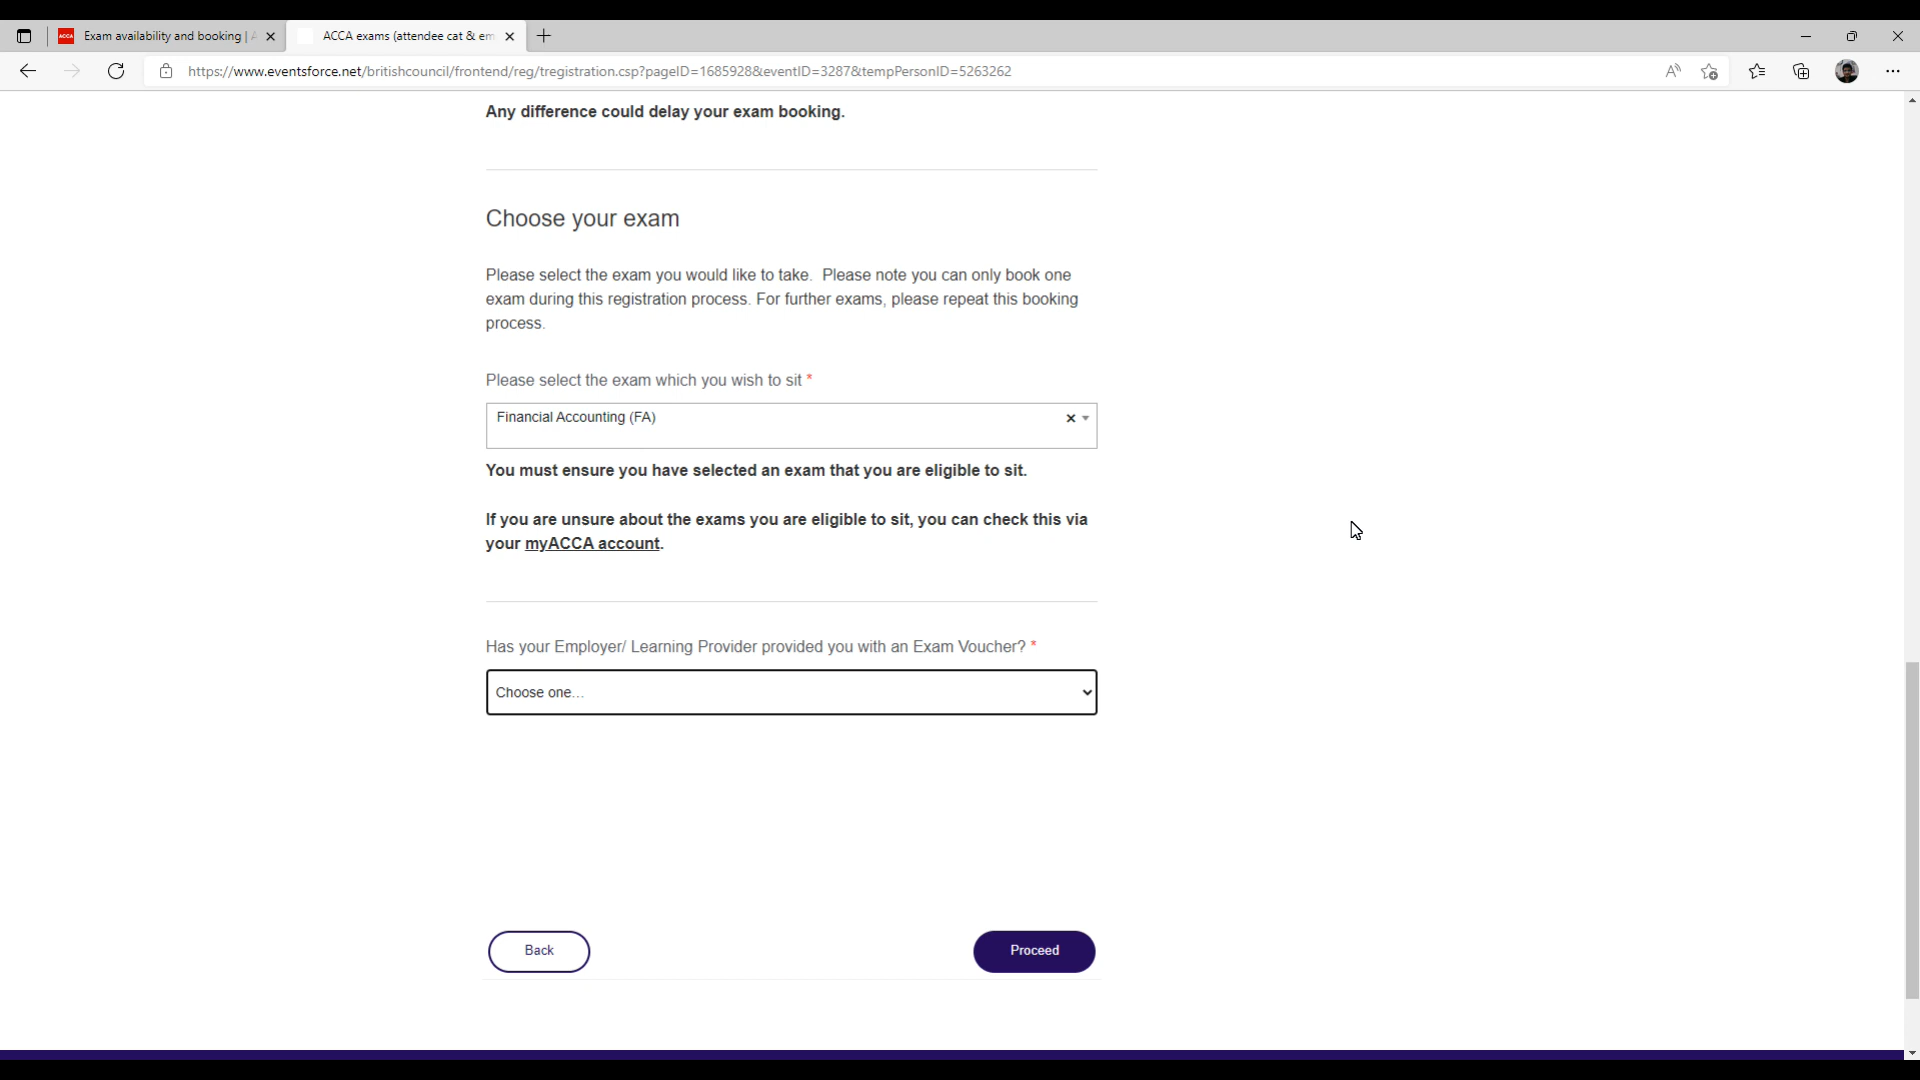 ACCA
Exam availability and booking | A
ACCA exams (attendee cat & em
https://www.eventsforce.net/britishcouncil/frontend/reg/tregistration.csp?pageID=1685928&eventID=3287&tempPersonID=5263262
Any difference could delay your exam booking.
Choose your exam
Please select the exam you would like to take. Please note you can only book one
exam during this registration process. For further exams, please repeat this booking
process.
Please select the exam which you wish to sit *
Financial Accounting (FA)
You must ensure you have selected an exam that you are eligible to sit.
If you are unsure about the exams you are eligible to sit, you can check this via
your myACCA account.
Has your Employer/ Learning Provider provided you with an Exam Voucher? *
Choose one...
Back
Proceed